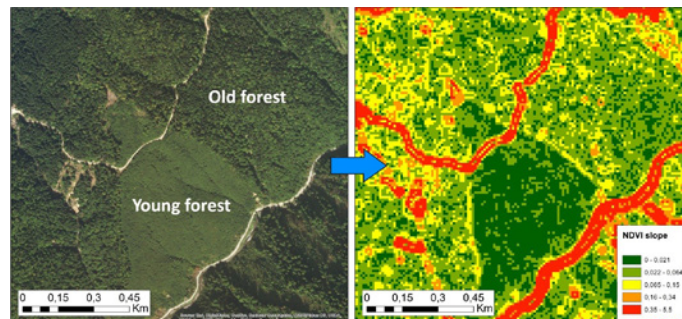 Old forest
Young forest
0 0,15 0,3 0,45
Km
NDVI slope
0 - 0,021
0,022 - 0,064
0,065 - 0,15
0,16 - 0,34
0,35 - 5,5
0 0,15 0,3 0,45
Km